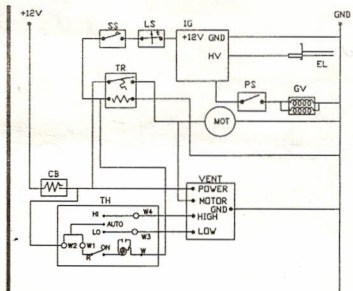 +12V GND
SS LS IG
+12V GND
HV
EL
TR PS GV
MOT
CB VENT
POWER
TH MOTOR
GND
HI W4 HIGH
AUTO
LO W3 LOW
W2 W1 ON W
R